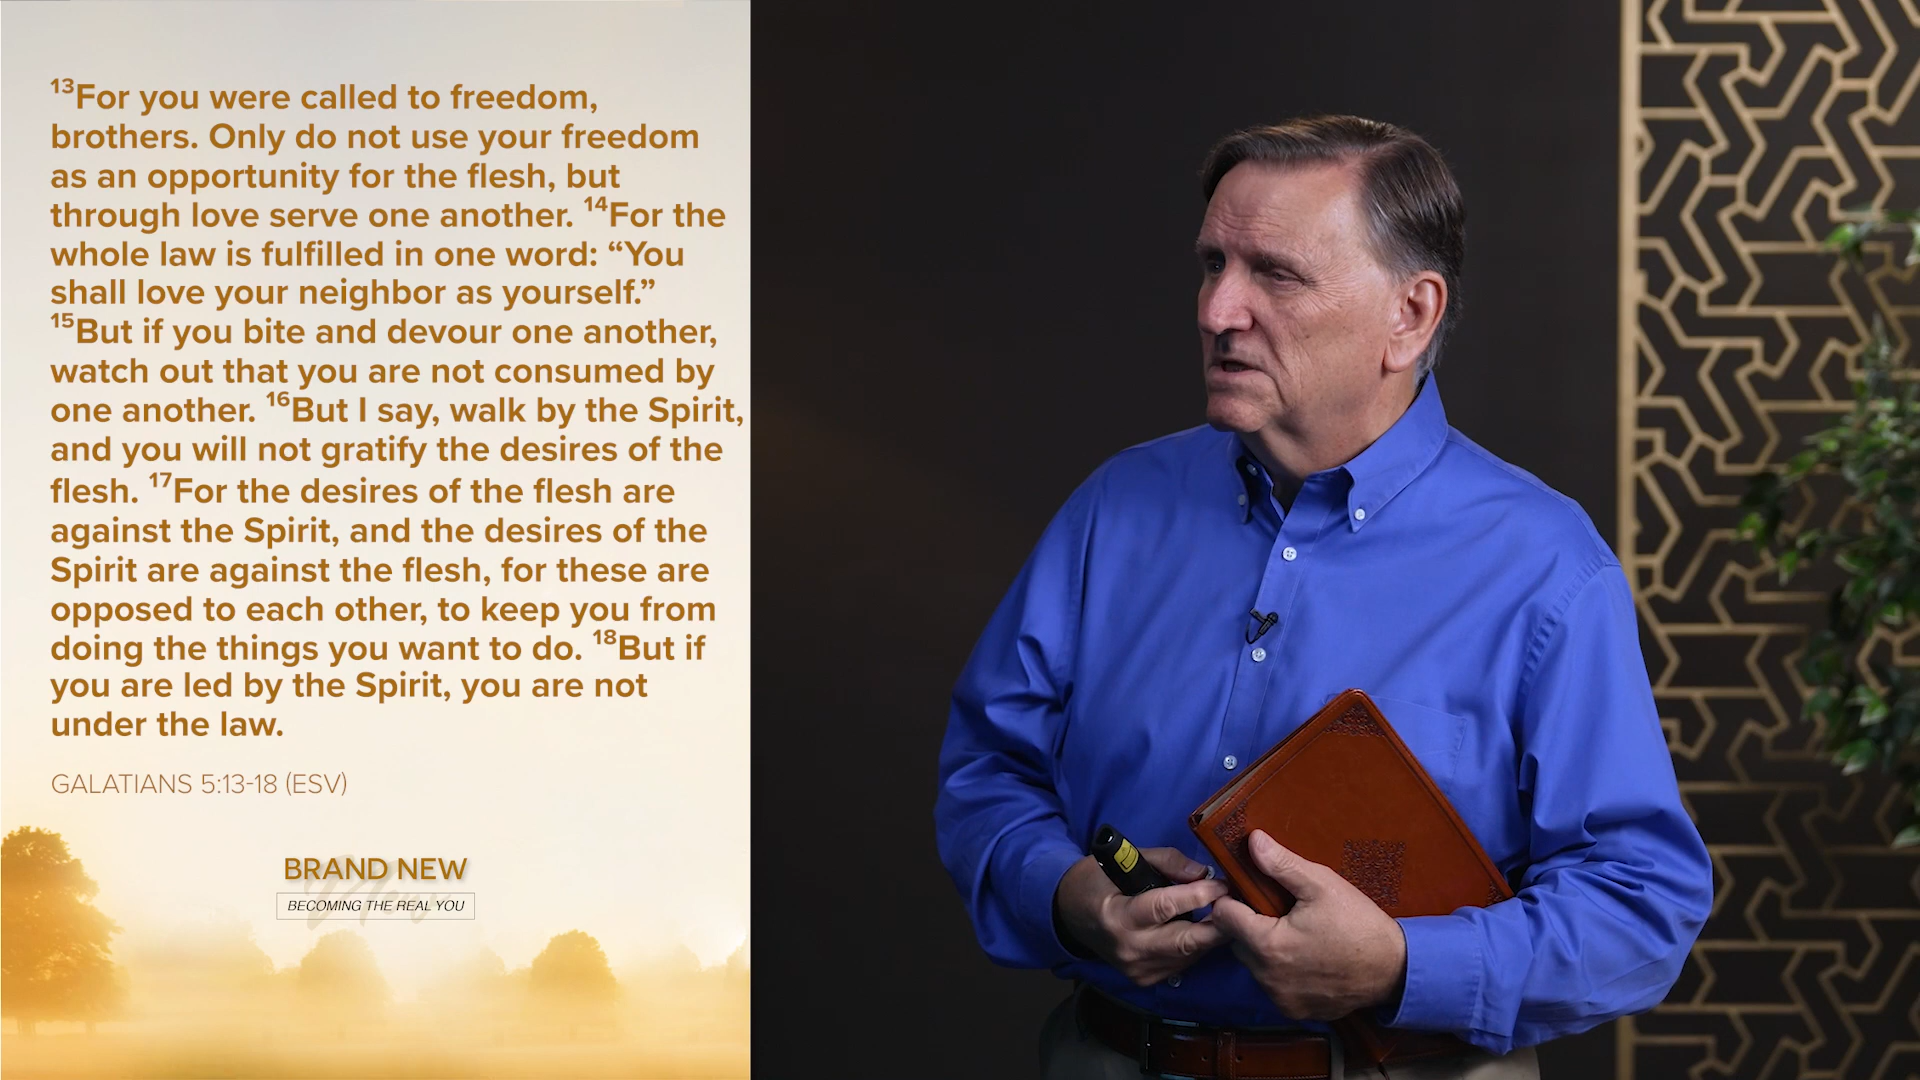 ¹³For you were called to freedom,
brothers. Only do not use your freedom
as an opportunity for the flesh, but
through love serve one another. ¹⁴For the
whole law is fulfilled in one word: “You
shall love your neighbor as yourself.”
¹⁵But if you bite and devour one another,
watch out that you are not consumed by
one another. ¹⁶But I say, walk by the Spirit,
and you will not gratify the desires of the
flesh. ¹⁷For the desires of the flesh are
against the Spirit, and the desires of the
Spirit are against the flesh, for these are
opposed to each other, to keep you from
doing the things you want to do. ¹⁸But if
you are led by the Spirit, you are not
under the law.
GALATIANS 5:13-18 (ESV)
BRAND NEW
BECOMING THE REAL YOU